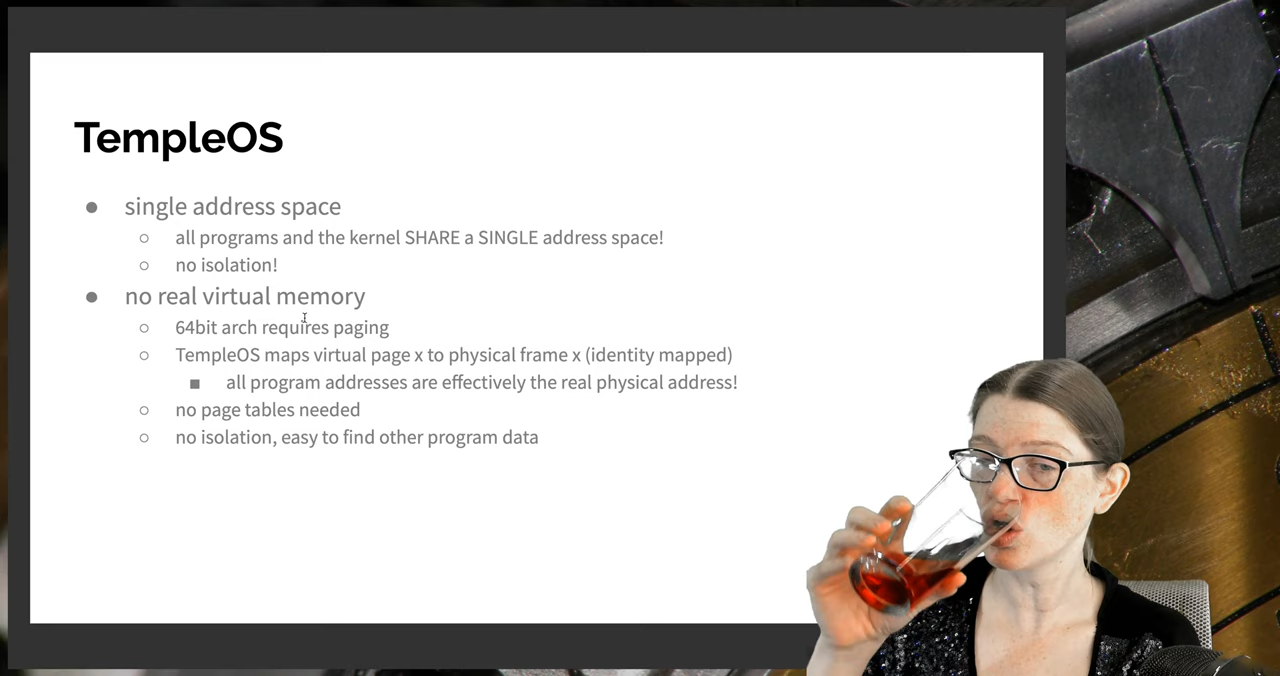 TempleOS
● single address space
○ all programs and the kernel SHARE a SINGLE address space!
○ no isolation!
● no real virtual memory
○ 64bit arch requires paging
○ TempleOS maps virtual page x to physical frame x (identity mapped)
■ all program addresses are effectively the real physical address!
○ no page tables needed
○ no isolation, easy to find other program data